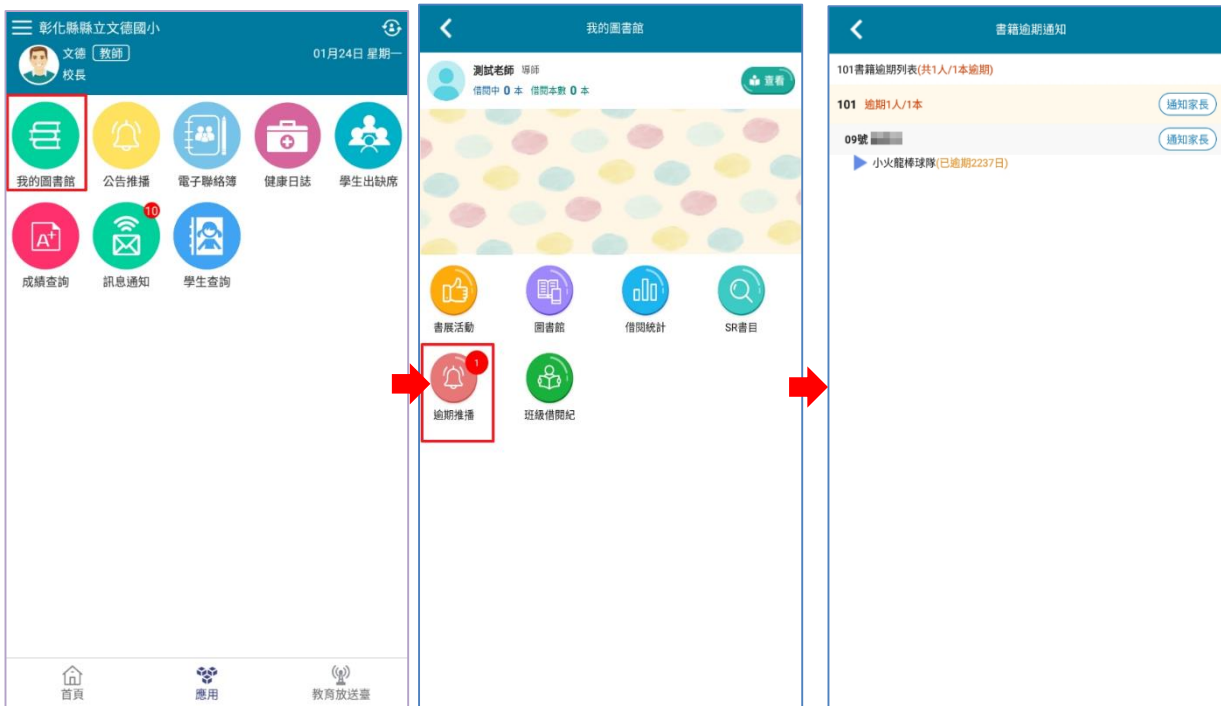 彰化縣縣立文德國小
文德 教師
校長
01月24日 星期一
我的圖書館
公告推播
電子聯絡簿
健康日誌
學生出缺席
A+
10
成績查詢
訊息通知
學生查詢
首頁
應用
教育放送臺
我的圖書館
測試老師 導師
借閱中 0 本 借閱本數 0 本
查看
書展活動
圖書館
借閱統計
SR書目
1
逾期推播
班級借閱紀
書籍逾期通知
101書籍逾期列表(共1人/1本逾期)
101 逾期1人/1本
通知家長
09號
通知家長
小火龍棒球隊(已逾期2237日)